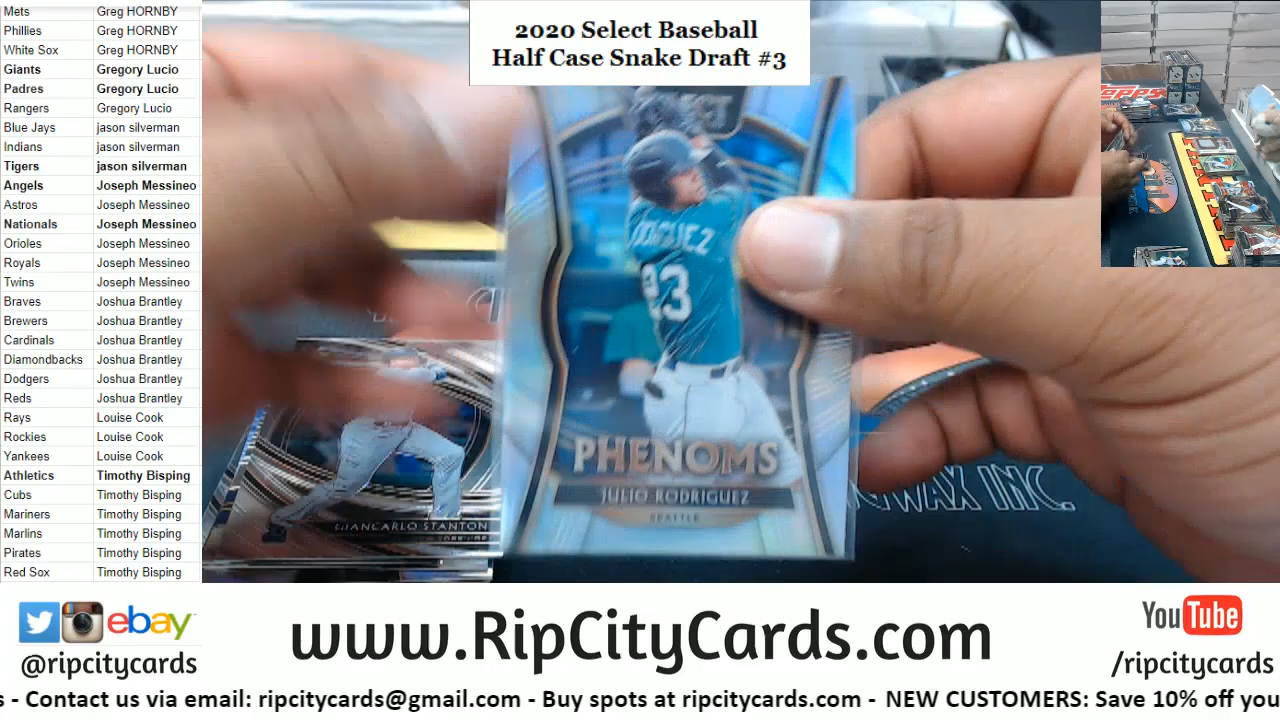 Mets Greg HORNBY
Phillies Greg HORNBY
White Sox Greg HORNBY
Giants Gregory Lucio
Padres Gregory Lucio
Rangers Gregory Lucio
Blue Jays jason silverman
Indians jason silverman
Tigers jason silverman
Angels Joseph Messineo
Astros Joseph Messineo
Nationals Joseph Messineo
Orioles Joseph Messineo
Royals Joseph Messineo
Twins Joseph Messineo
Braves Joshua Brantley
Brewers Joshua Brantley
Cardinals Joshua Brantley
Diamondbacks Joshua Brantley
Dodgers Joshua Brantley
Reds Joshua Brantley
Rays Louise Cook
Rockies Louise Cook
Yankees Louise Cook
Athletics Timothy Bisping
Cubs Timothy Bisping
Mariners Timothy Bisping
Marlins Timothy Bisping
Pirates Timothy Bisping
Red Sox Timothy Bisping
2020 Select Baseball
Half Case Snake Draft #3
23
PHENOMS
JULIO RODRIGUEZ
SEATTLE
GIANCARLO STANTON
WAX INC.
Topps
ebay
@ripcitycards
www.RipCityCards.com
YouTube
/ripcitycards
s - Contact us via email: ripcitycards@gmail.com - Buy spots at ripcitycards.com - NEW CUSTOMERS: Save 10% off you